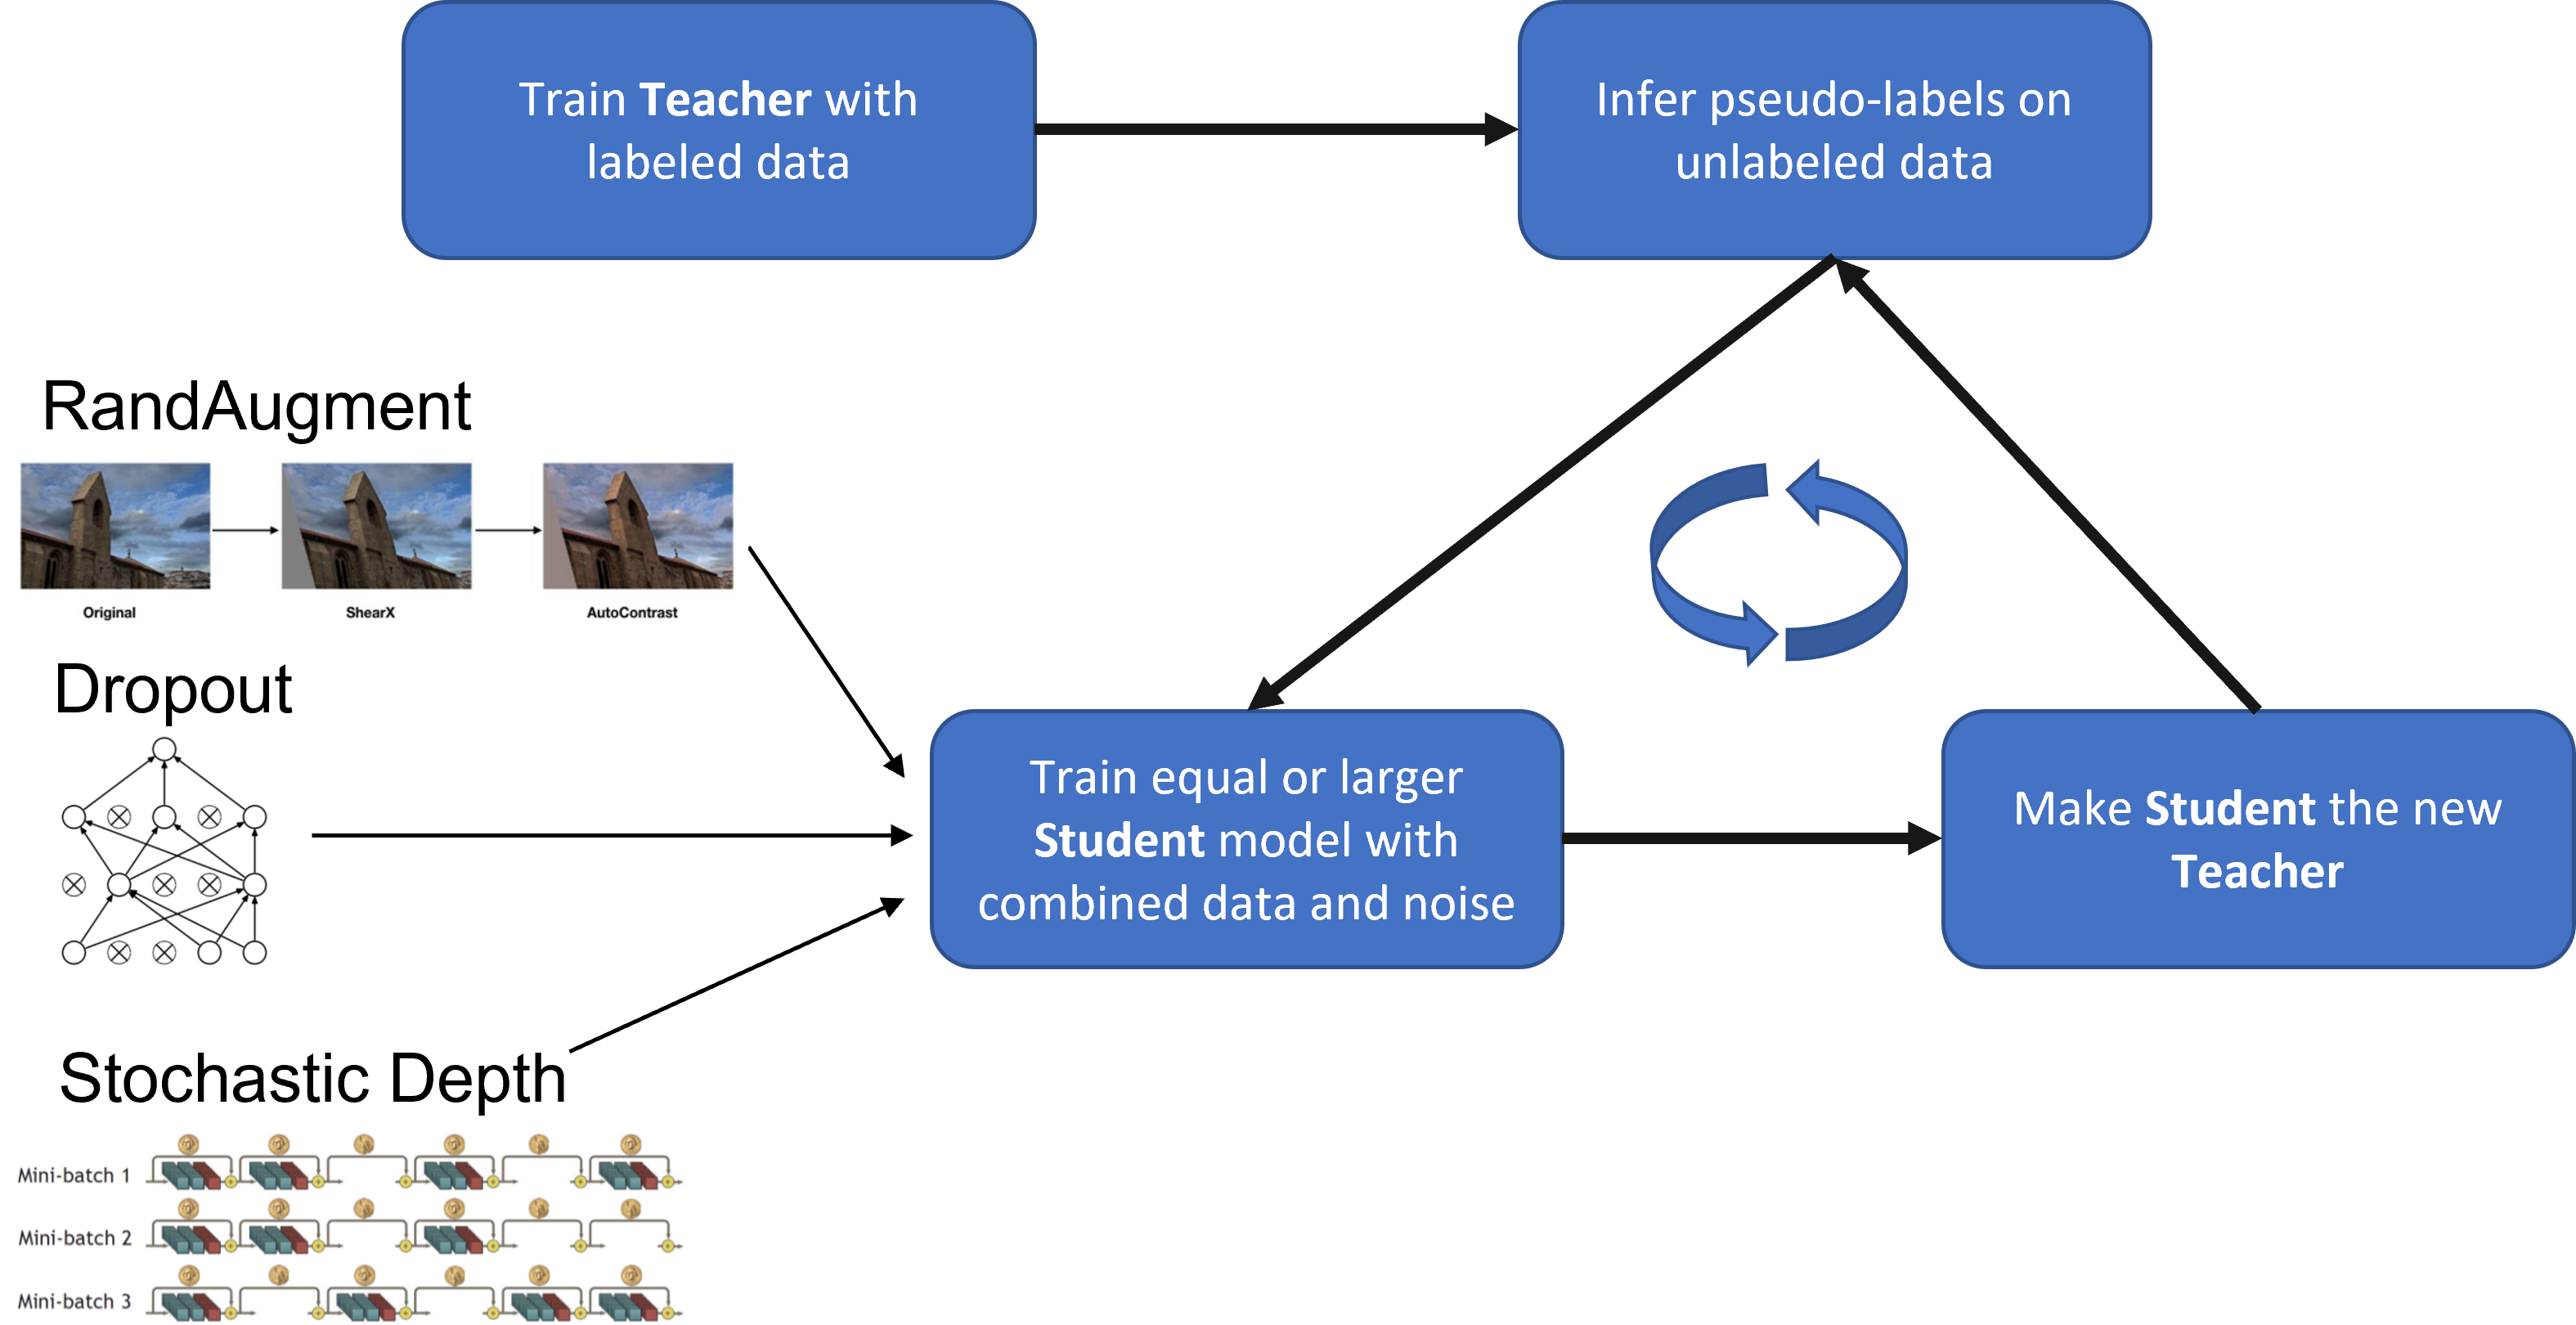 Train Teacher with
labeled data
Infer pseudo-labels on
unlabeled data
RandAugment
Original
ShearX
AutoContrast
Dropout
Train equal or larger
Student model with
combined data and noise
Make Student the new
Teacher
Stochastic Depth
Mini-batch 1
Mini-batch 2
Mini-batch 3